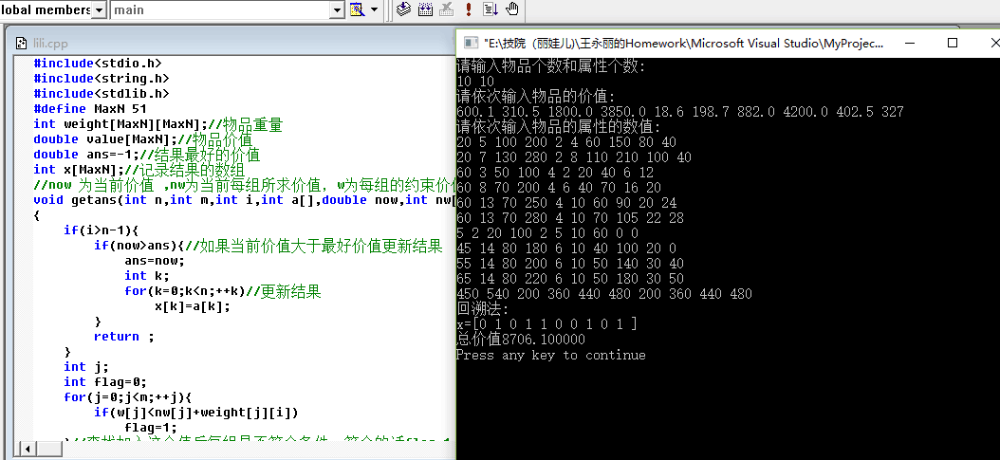 lobal members
main
lili.cpp
#include<stdio.h>
#include<string.h>
#include<stdlib.h>
#define MaxN 51
int weight[MaxN][MaxN];//物品重量
double value[MaxN];//物品价值
double ans=-1;//结果最好的价值
int x[MaxN];//记录结果的数组
//now 为当前价值 ,nw为当前每组所求价值，w为每组的约束价
void getans(int n,int m,int i,int a[],double now,int nw[
{
if(i>n-1){
if(now>ans){//如果当前价值大于最好价值更新结果
ans=now;
int k;
for(k=0;k<n;++k)//更新结果
x[k]=a[k];
}
return ;
}
int j;
int flag=0;
for(j=0;j<m;++j){
if(w[j]<nw[j]+weight[j][i])
flag=1;
"E:\技院（丽娃儿)\王永丽的Homework\Microsoft Visual Studio\MyProjec...
请输入物品个数和属性个数:
10 10
请依次输入物品的价值:
600.1 310.5 1800.0 3850.0 18.6 198.7 882.0 4200.0 402.5 327
请依次输入物品的属性的数值:
20 5 100 200 2 4 60 150 80 40
20 7 130 280 2 8 110 210 100 40
60 3 50 100 4 2 20 40 6 12
60 8 70 200 4 6 40 70 16 20
60 13 70 250 4 10 60 90 20 24
60 13 70 280 4 10 70 105 22 28
5 2 20 100 2 5 10 60 0 0
45 14 80 180 6 10 40 100 20 0
55 14 80 200 6 10 50 140 30 40
65 14 80 220 6 10 50 180 30 50
450 540 200 360 440 480 200 360 440 480
回溯法:
x=[0 1 0 1 1 0 0 1 0 1 ]
总价值8706.100000
Press any key to continue